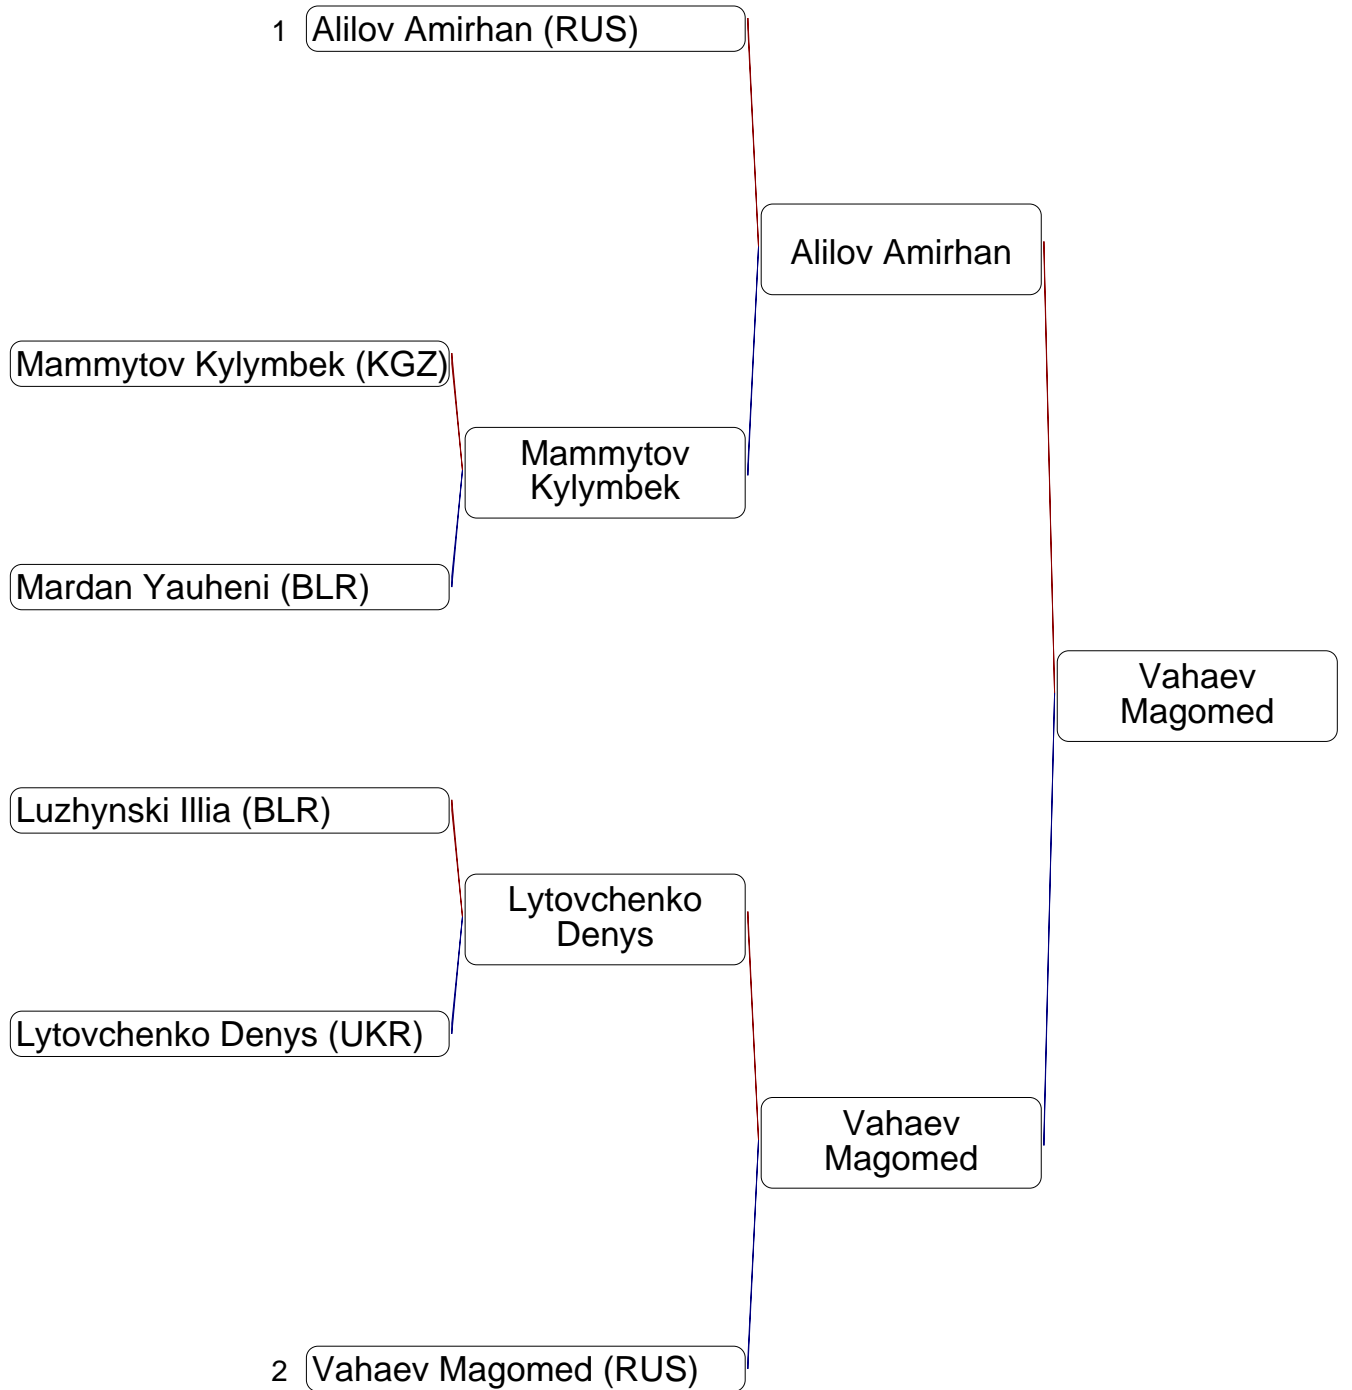 1 Alilov Amirhan (RUS)
Alilov Amirhan
Mammytov Kylymbek (KGZ)
Mammytov
Kylymbek
Mardan Yauheni (BLR)
Vahaev
Magomed
Luzhynski Illia (BLR)
Lytovchenko
Denys
Lytovchenko Denys (UKR)
Vahaev
Magomed
2 Vahaev Magomed (RUS)